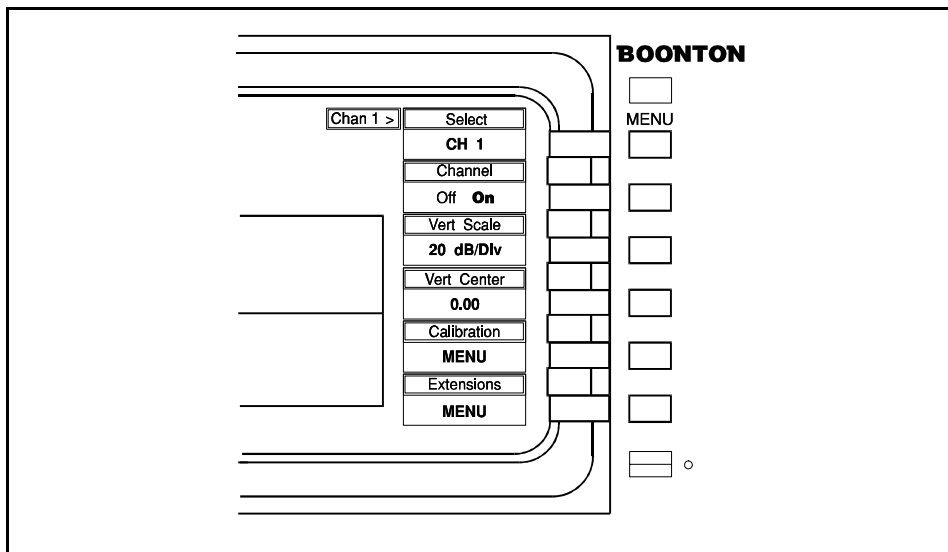 BOONTON
MENU
Chan 1 >
Select
CH 1
Channel
Off On
Vert Scale
20 dB/DIv
Vert Center
0.00
Calibration
MENU
Extensions
MENU